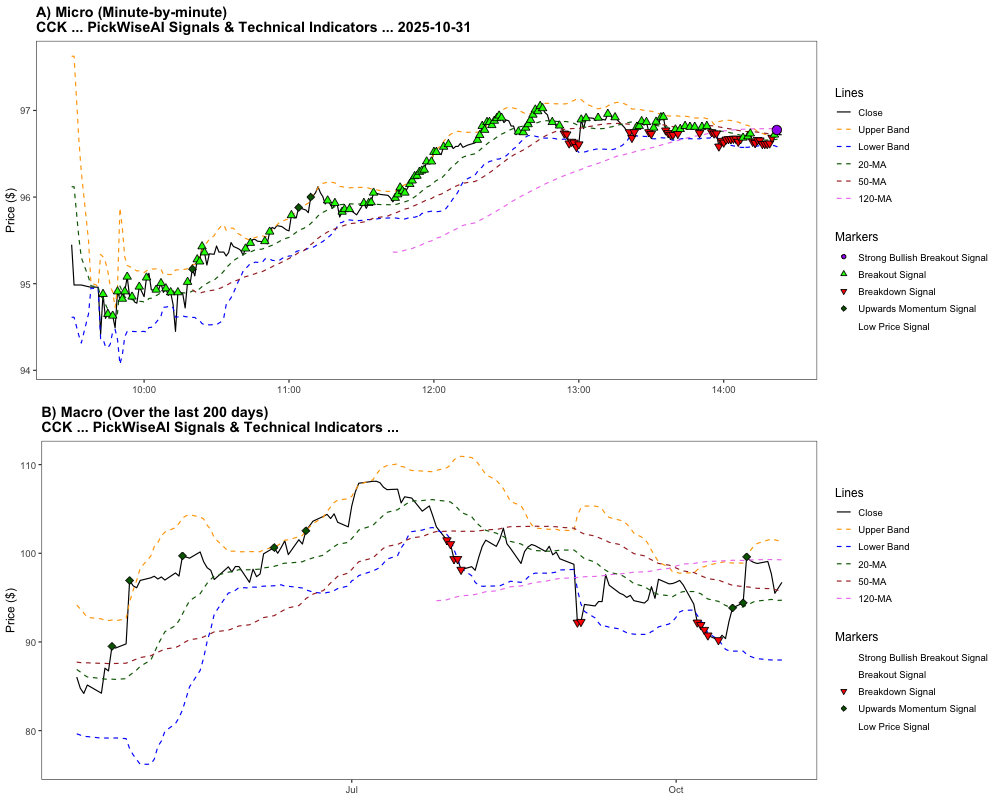 A) Micro (Minute-by-minute)
CCK ... PickWiseAI Signals & Technical Indicators ... 2025-10-31
Price ($)
97
96
95
94
10:00
11:00
12:00
13:00
14:00
Lines
Close
Upper Band
Lower Band
20-MA
50-MA
120-MA
Markers
Strong Bullish Breakout Signal
Breakout Signal
Breakdown Signal
Upwards Momentum Signal
Low Price Signal
B) Macro (Over the last 200 days)
CCK ... PickWiseAI Signals & Technical Indicators ...
Price ($)
110
100
90
80
Jul
Oct
Lines
Close
Upper Band
Lower Band
20-MA
50-MA
120-MA
Markers
Strong Bullish Breakout Signal
Breakout Signal
Breakdown Signal
Upwards Momentum Signal
Low Price Signal